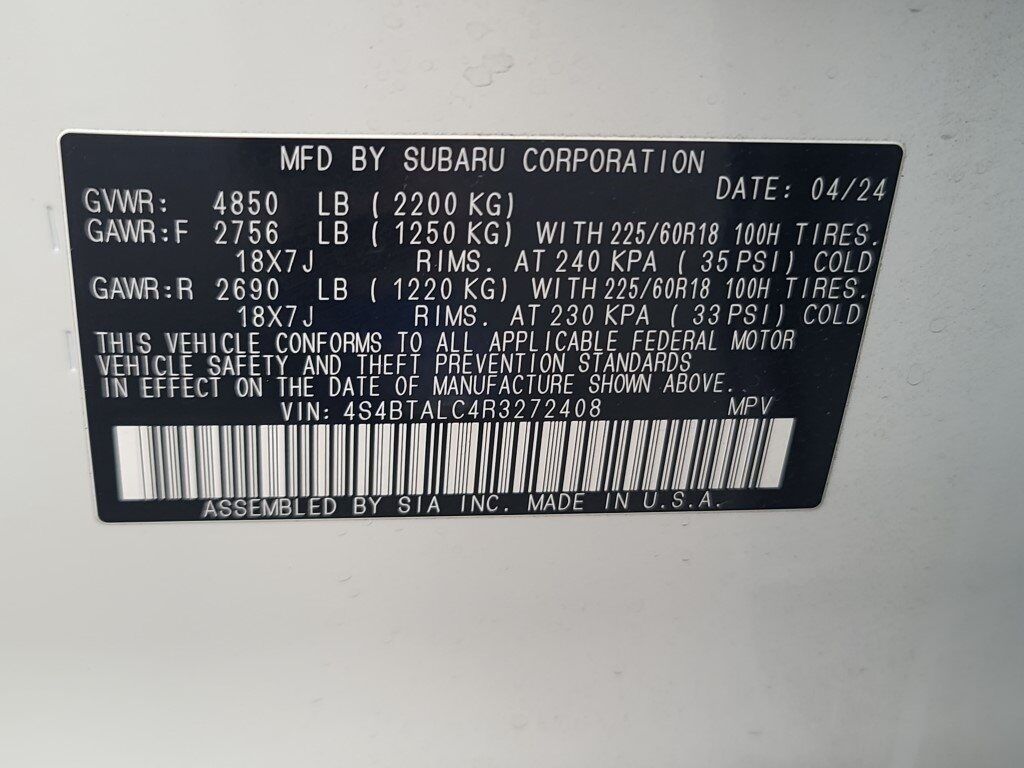 MFD BY SUBARU CORPORATION
DATE: 04/24
GVWR: 4850 LB ( 2200 KG)
GAWR:F 2756 LB ( 1250 KG) WITH 225/60R18 100H TIRES.
18X7J RIMS. AT 240 KPA ( 35 PSI) COLD
GAWR:R 2690 LB ( 1220 KG) WITH 225/60R18 100H TIRES.
18X7J RIMS. AT 230 KPA ( 33 PSI) COLD
THIS VEHICLE CONFORMS TO ALL APPLICABLE FEDERAL MOTOR
VEHICLE SAFETY AND THEFT PREVENTION STANDARDS
IN EFFECT ON THE DATE OF MANUFACTURE SHOWN ABOVE.
VIN: 4S4BTALC4R3272408 MPV
ASSEMBLED BY SIA INC. MADE IN U.S.A.